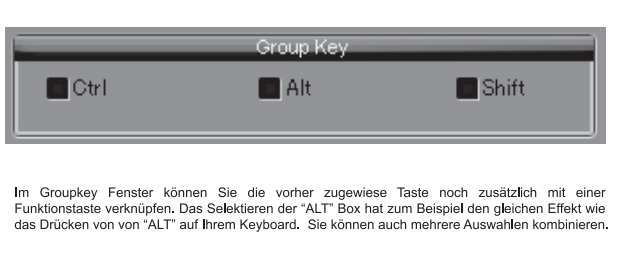 Group Key
Ctrl Alt Shift
Im Groupkey Fenster können Sie die vorher zugewiese Taste noch zusätzlich mit einer
Funktionstaste verknüpfen. Das Selektieren der “ALT” Box hat zum Beispiel den gleichen Effekt wie
das Drücken von von “ALT” auf Ihrem Keyboard. Sie können auch mehrere Auswahlen kombinieren.